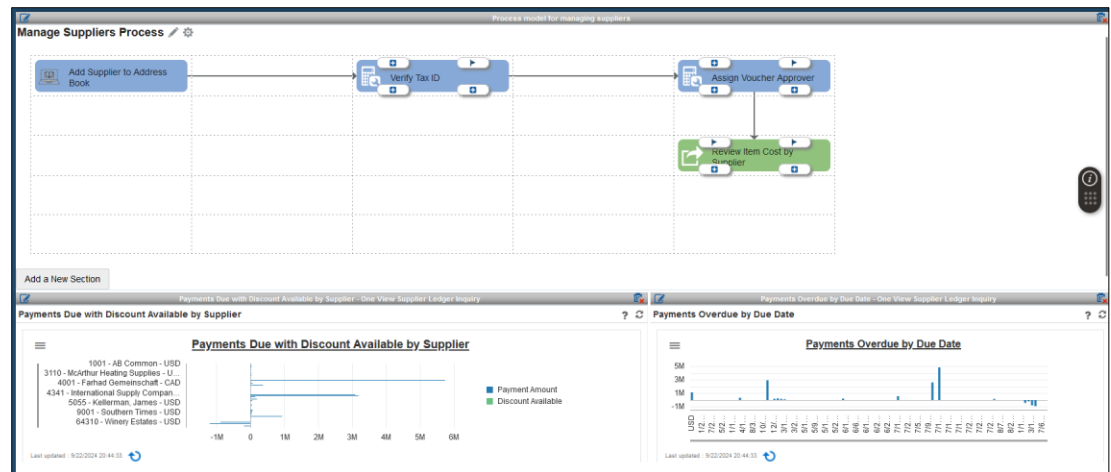 Process model for managing suppliers
Manage Suppliers Process
Add Supplier to Address
Book
Verify Tax ID
Assign Voucher Approver
Review Item Cost by
Supplier
Add a New Section
Payments Due with Discount Available by Supplier - One View Supplier Ledger Inquiry
Payments Due with Discount Available by Supplier
?
Payments Due with Discount Available by Supplier
1001 - AB Common - USD
3110 - McArthur Heating Supplies - U...
4001 - Farhad Gemeinschaft - CAD
4341 - International Supply Compan...
5055 - Kellerman, James - USD
9001 - Southern Times - USD
64310 - Winery Estates - USD
-1M 0 1M 2M 3M 4M 5M 6M
Payment Amount
Discount Available
Last updated : 9/22/2024 20:44:33
Payments Overdue by Due Date - One View Supplier Ledger Inquiry
Payments Overdue by Due Date
?
Payments Overdue by Due Date
5M
3M
1M
-1M
USD
Last updated : 9/22/2024 20:44:33